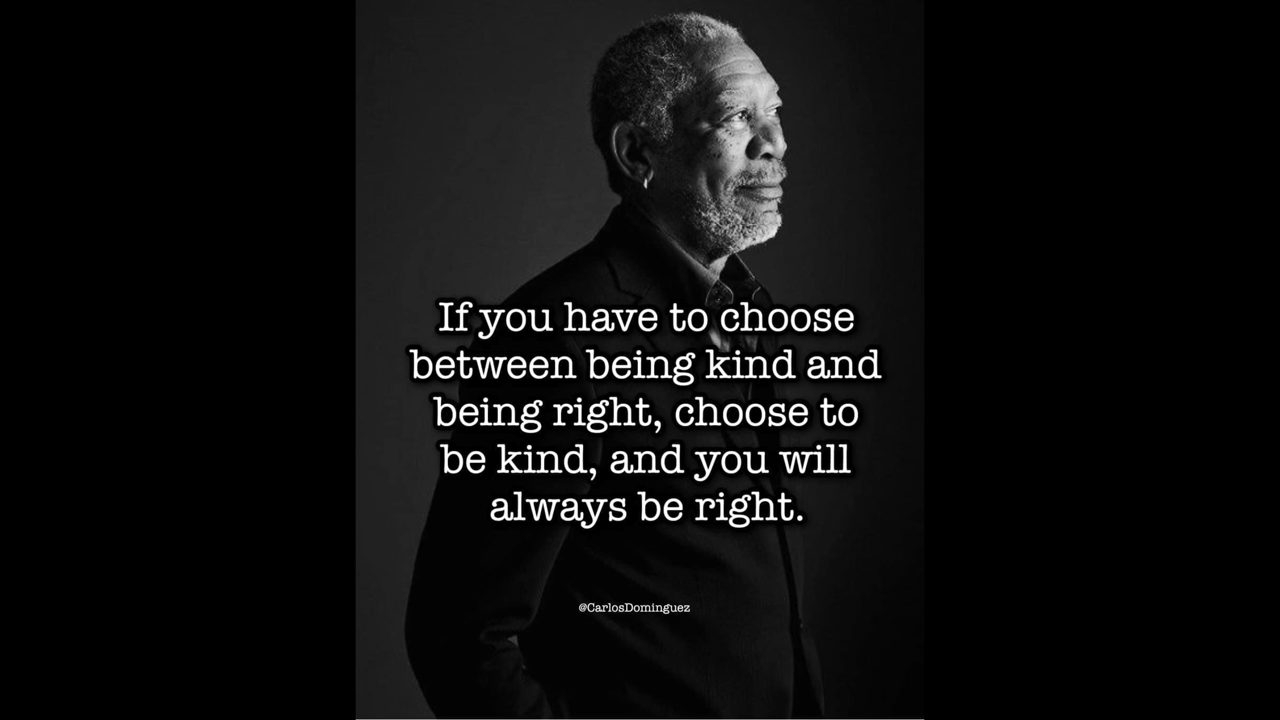 If you have to choose
between being kind and
being right, choose to
be kind, and you will
always be right.
@CarlosDominguez